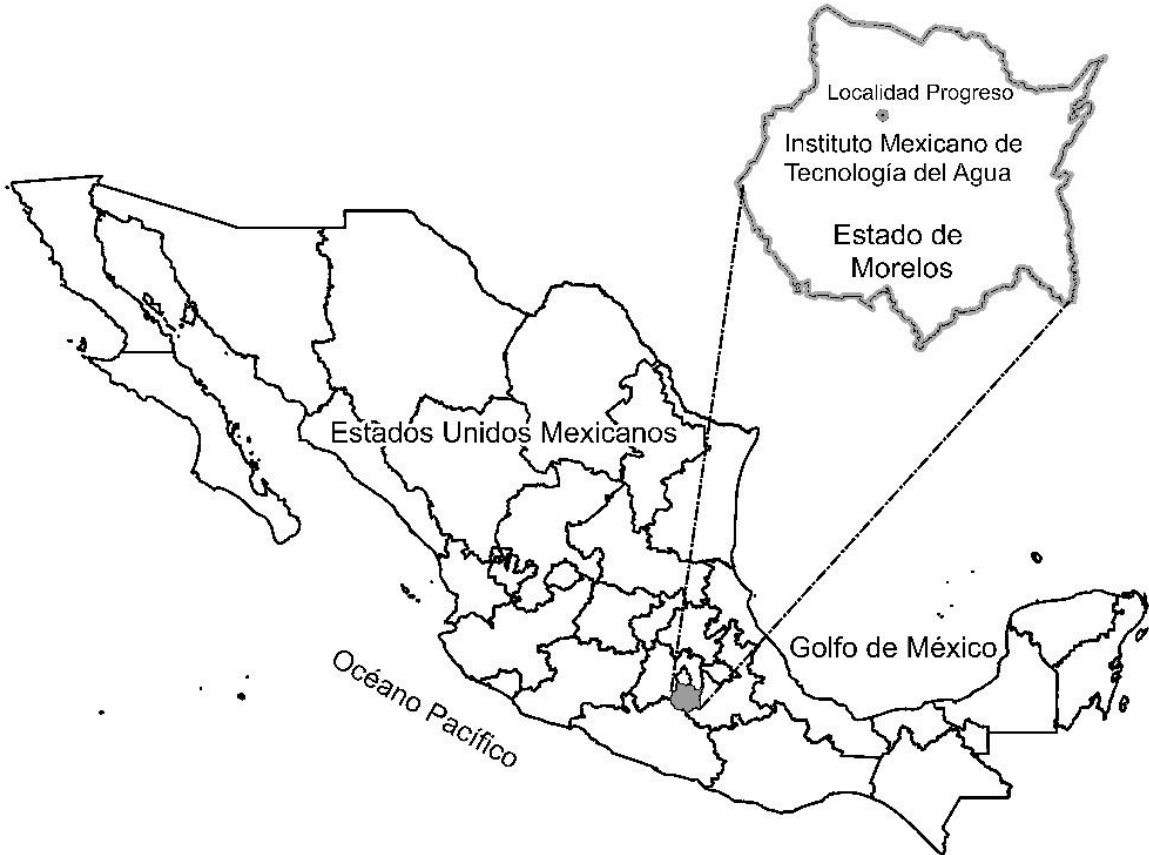 Localidad Progreso
Instituto Mexicano de
Tecnología del Agua
Estado de
Morelos
Estados Unidos Mexicanos
Golfo de México
Océano Pacífico